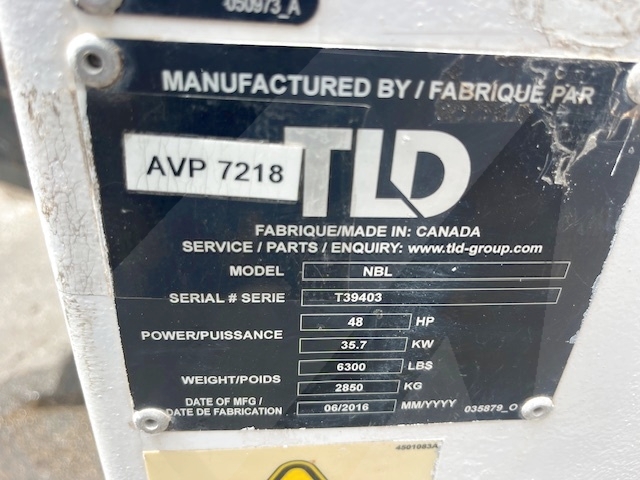 050973_A
MANUFACTURED BY / FABRIQUÉ PAR
AVP 7218
TLD
FABRIQUE/MADE IN: CANADA
SERVICE / PARTS / ENQUIRY: www.tld-group.com
MODEL NBL
SERIAL # SERIE T39403
POWER/PUISSANCE 48 HP
35.7 KW
WEIGHT/POIDS 6300 LBS
2850 KG
DATE OF MFG /
DATE DE FABRICATION 06/2016 MM/YYYY 035879_O
4501083A